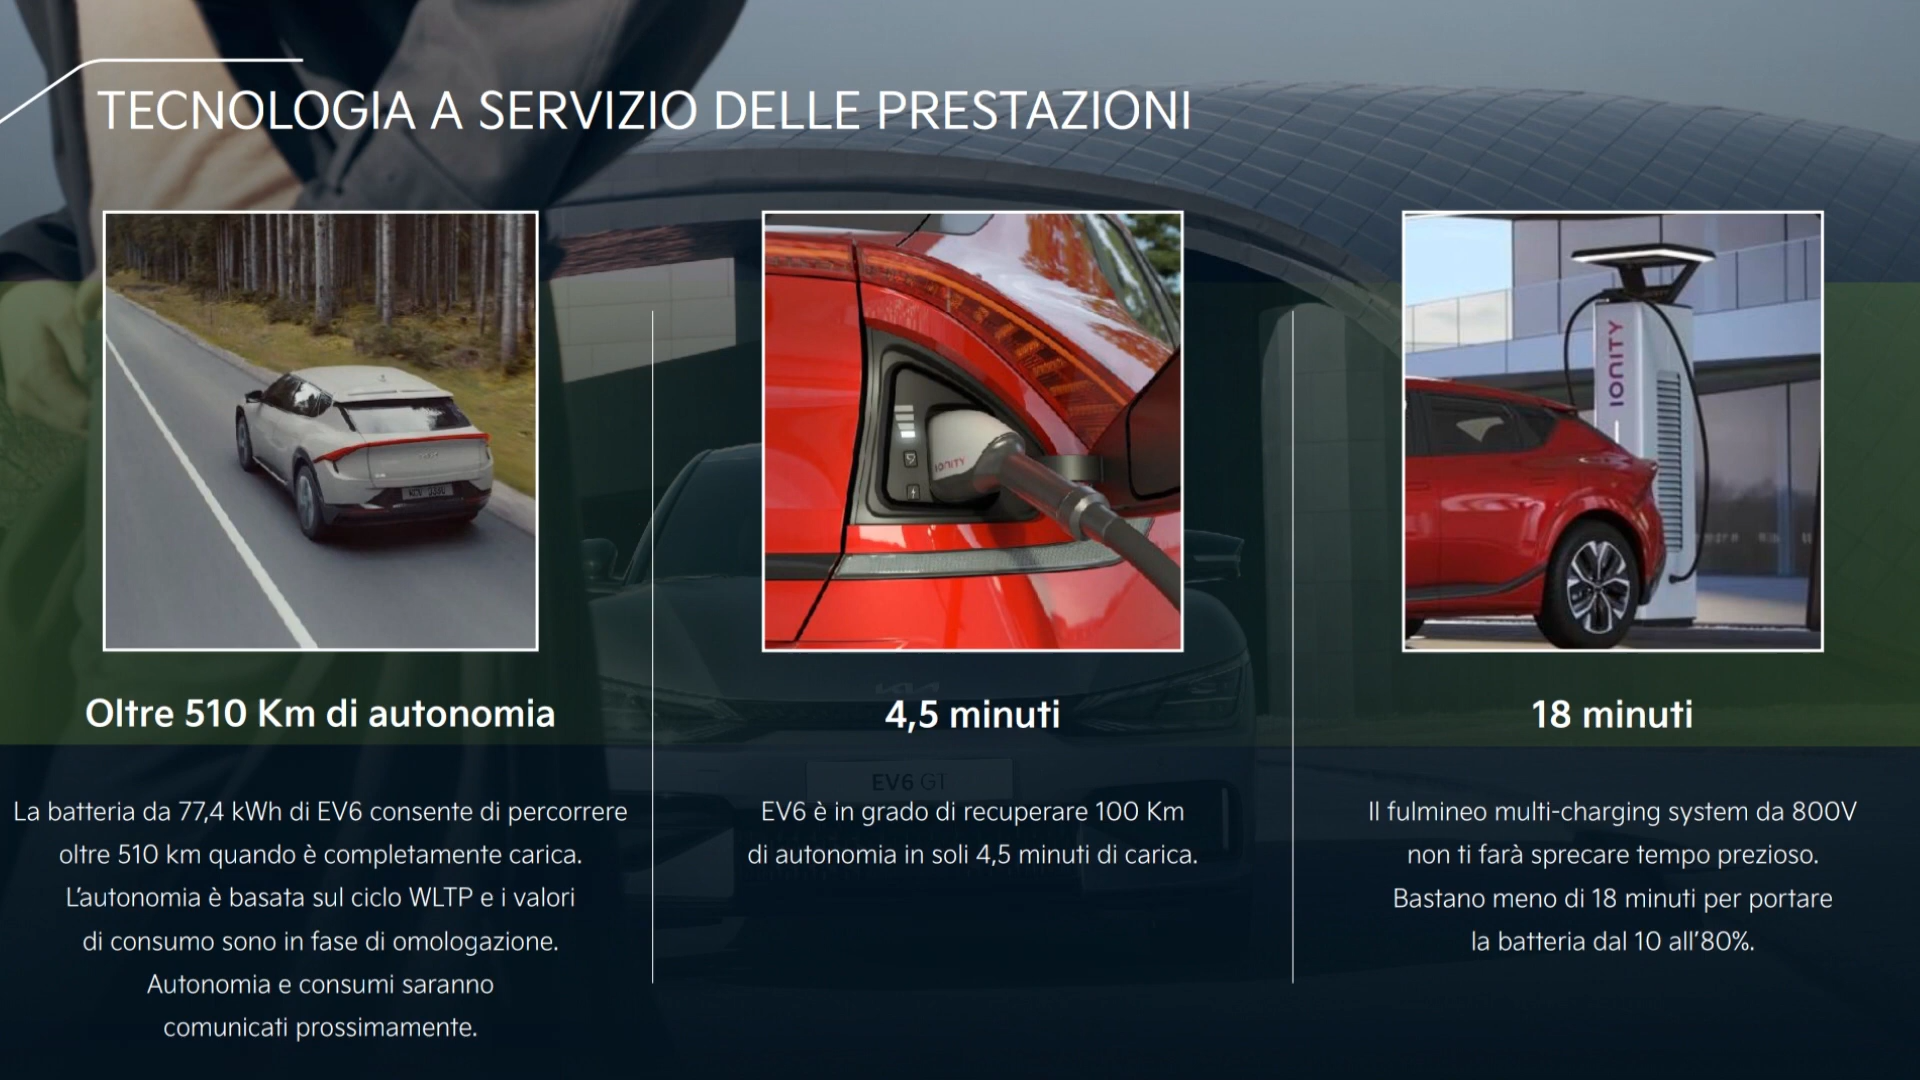 TECNOLOGIA A SERVIZIO DELLE PRESTAZIONI
IONITY
IONITY
Oltre 510 Km di autonomia
La batteria da 77,4 kWh di EV6 consente di percorrere
oltre 510 km quando è completamente carica.
L'autonomia è basata sul ciclo WLTP e i valori
di consumo sono in fase di omologazione.
Autonomia e consumi saranno
comunicati prossimamente.
4,5 minuti
EV6 GT
EV6 è in grado di recuperare 100 Km
di autonomia in soli 4,5 minuti di carica.
18 minuti
Il fulmineo multi-charging system da 800V
non ti farà sprecare tempo prezioso.
Bastano meno di 18 minuti per portare
la batteria dal 10 all'80%.